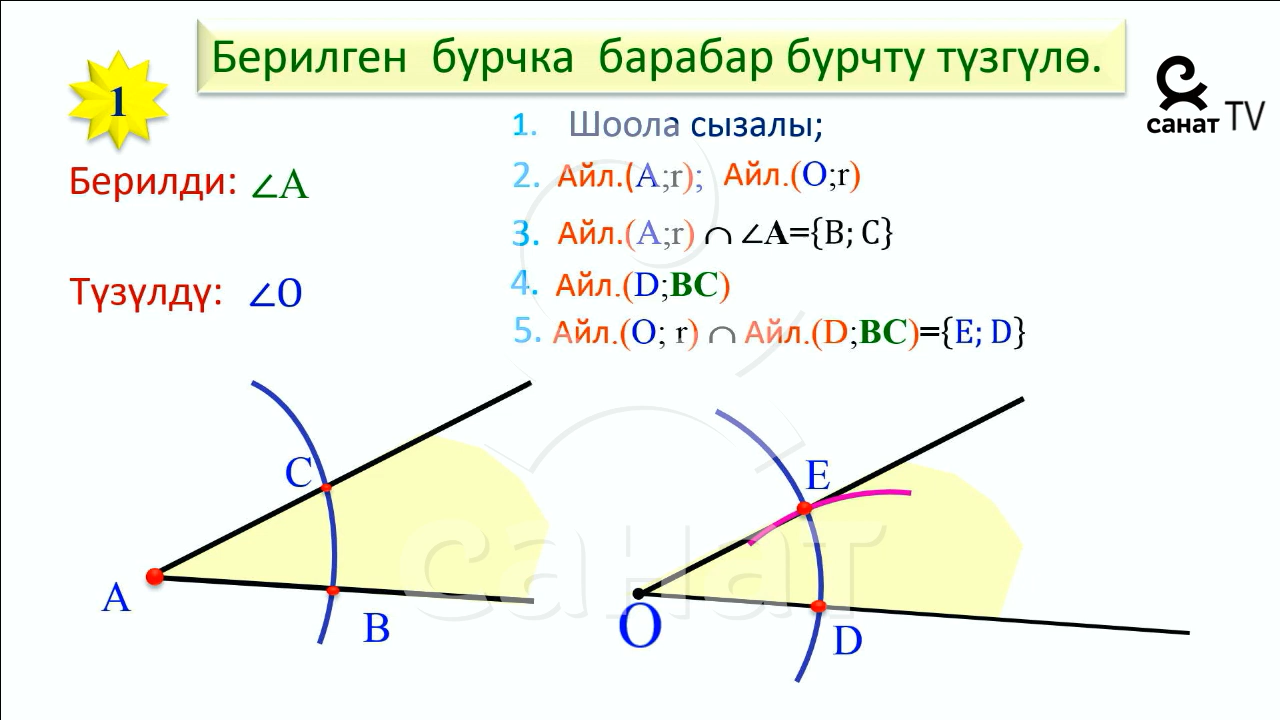 Берилген бурчка барабар бурчту түзгүлө.
1
санат TV
1. Шоола сызалы;
Берилди: ∠A
2. Айл.(A;r); Айл.(O;r)
3. Айл.(A;r) ∩ ∠A={B; C}
Түзүлдү: ∠O
4. Айл.(D;BC)
5. Айл.(O; r) ∩ Айл.(D;BC)={E; D}
C
E
санат
A
B
O
D